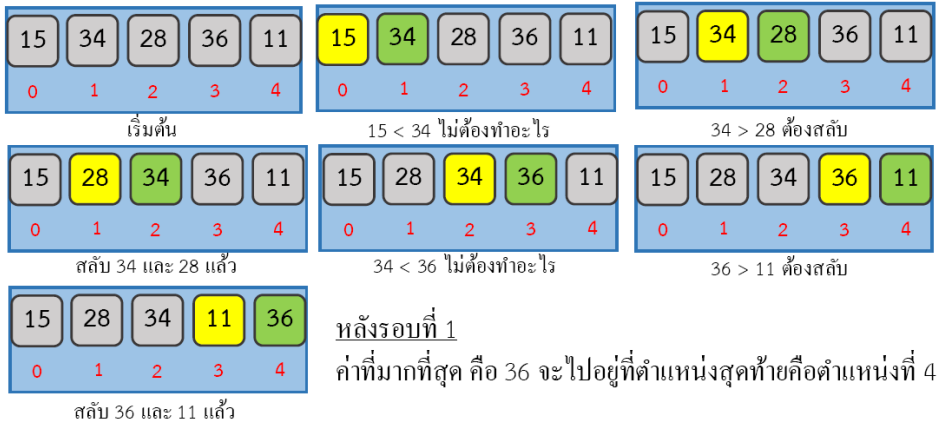 15 34 28 36 11
0 1 2 3 4
เริ่มต้น
15 34 28 36 11
0 1 2 3 4
15 < 34 ไม่ต้องทำอะไร
15 34 28 36 11
0 1 2 3 4
34 > 28 ต้องสลับ
15 28 34 36 11
0 1 2 3 4
สลับ 34 และ 28 แล้ว
15 28 34 36 11
0 1 2 3 4
34 < 36 ไม่ต้องทำอะไร
15 28 34 36 11
0 1 2 3 4
36 > 11 ต้องสลับ
15 28 34 11 36
0 1 2 3 4
สลับ 36 และ 11 แล้ว
หลังรอบที่ 1
ค่าที่มากที่สุด คือ 36 จะไปอยู่ที่ตำแหน่งสุดท้ายคือตำแหน่งที่ 4